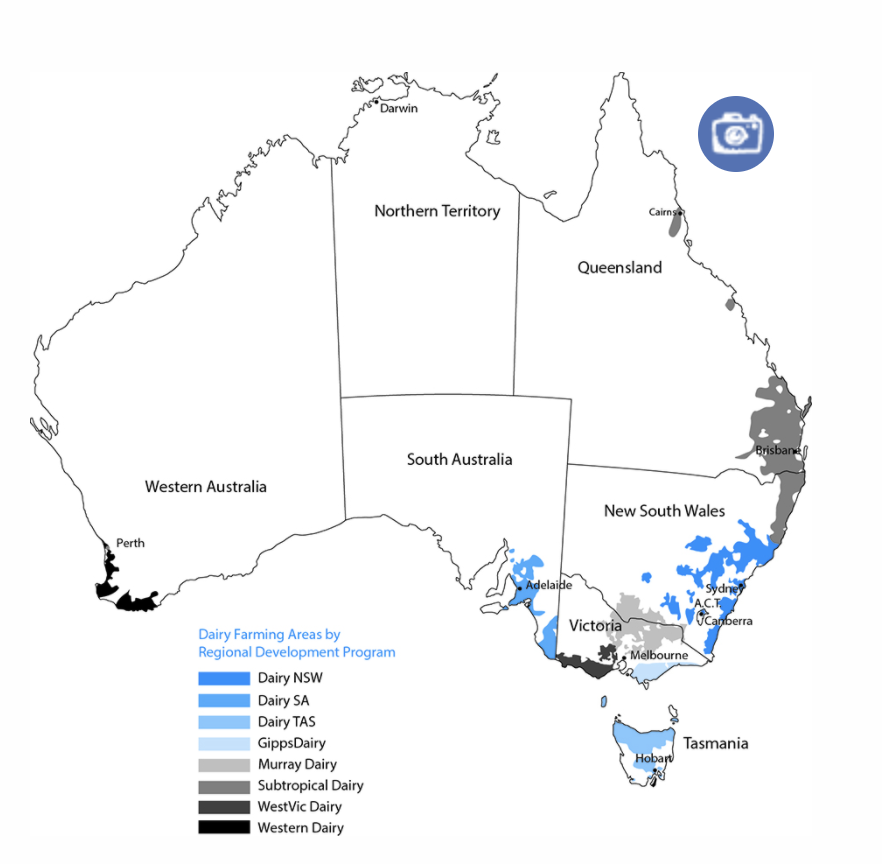 Darwin
Northern Territory
Cairns
Queensland
Brisbane
South Australia
Western Australia
New South Wales
Perth
Adelaide
Sydney
A.C.T.
Canberra
Victoria
Melbourne
Dairy Farming Areas by
Regional Development Program
Dairy NSW
Dairy SA
Dairy TAS
GippsDairy
Murray Dairy
Subtropical Dairy
WestVic Dairy
Western Dairy
Tasmania
Hobart